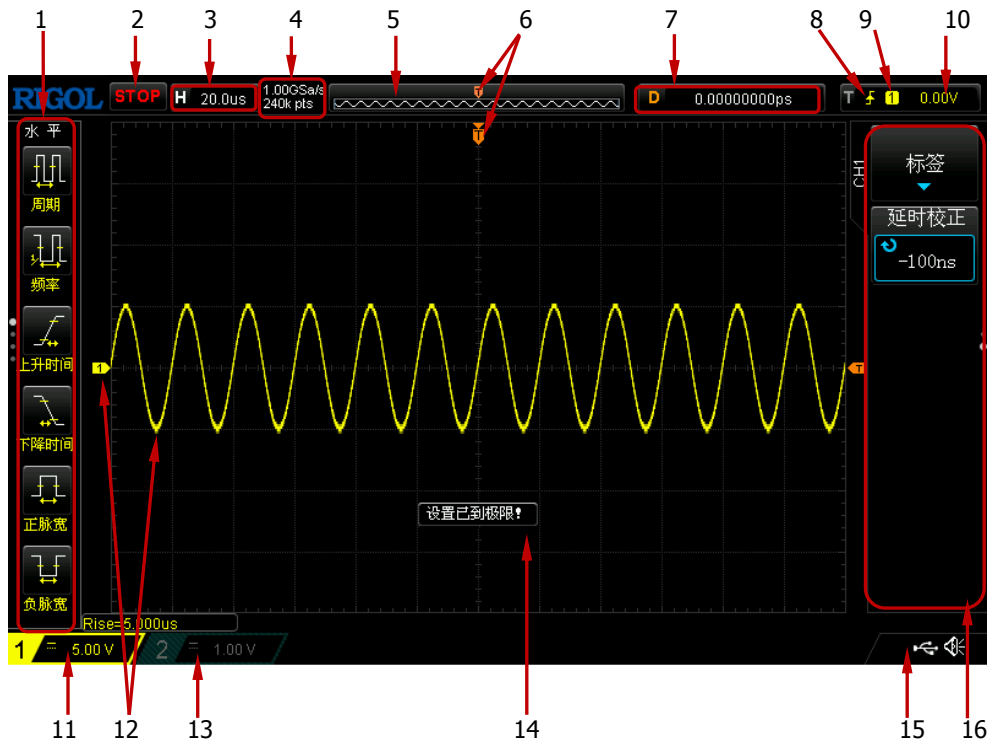 1 2 3 4 5 6 7 8 9 10
RIGOL STOP H 20.0us 1.00GSa/s T D 0.00000000ps T 1 0.00V
240k pts
水 平
T
CH1
标签
周期
延时校正
-100ns
1/
频率
上升时间
1
T
下降时间
设置已到极限!
正脉宽
负脉宽
Rise=5.000us
1 5.00 V 2 1.00 V
11 12 13 14 15 16